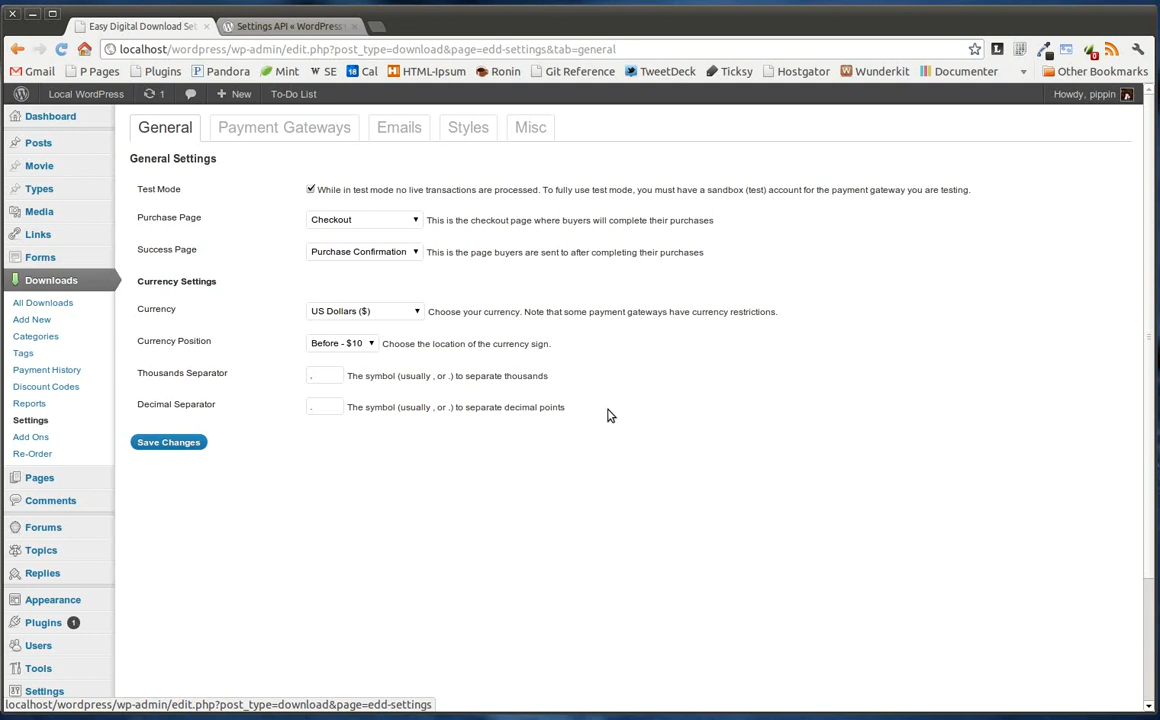 Easy Digital Download Set
Settings API « WordPress
localhost/wordpress/wp-admin/edit.php?post_type=download&page=edd-settings&tab=general
Gmail P Pages Plugins Pandora Mint SE Cal HTML-Ipsum Ronin Git Reference TweetDeck Ticksy Hostgator Wunderkit Documenter Other Bookmarks
Local WordPress 1 + New To-Do List Howdy, pippin
Dashboard
Posts
Movie
Types
Media
Links
Forms
Downloads
All Downloads
Add New
Categories
Tags
Payment History
Discount Codes
Reports
Settings
Add Ons
Re-Order
Pages
Comments
Forums
Topics
Replies
Appearance
Plugins 1
Users
Tools
Settings
General Payment Gateways Emails Styles Misc
General Settings
Test Mode While in test mode no live transactions are processed. To fully use test mode, you must have a sandbox (test) account for the payment gateway you are testing.
Purchase Page Checkout This is the checkout page where buyers will complete their purchases
Success Page Purchase Confirmation This is the page buyers are sent to after completing their purchases
Currency Settings
Currency US Dollars ($) Choose your currency. Note that some payment gateways have currency restrictions.
Currency Position Before - $10 Choose the location of the currency sign.
Thousands Separator , The symbol (usually , or .) to separate thousands
Decimal Separator . The symbol (usually , or .) to separate decimal points
Save Changes
localhost/wordpress/wp-admin/edit.php?post_type=download&page=edd-settings